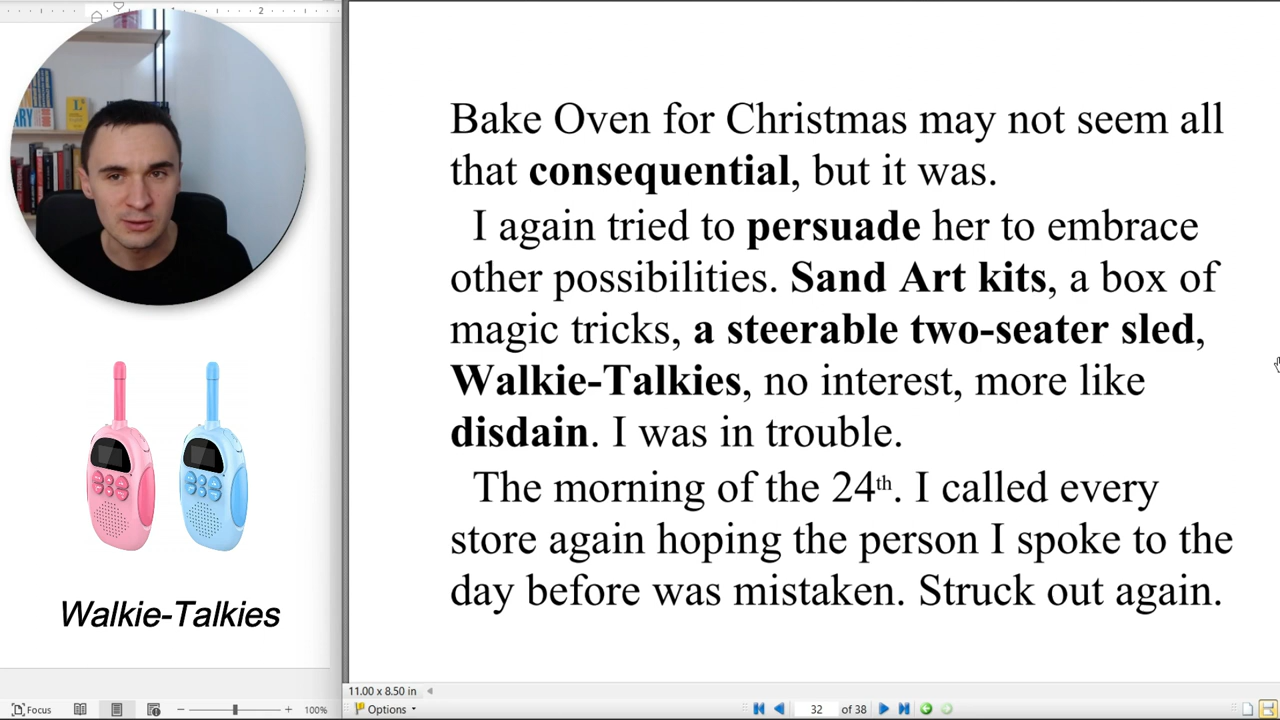 1
2
ARY
L
Bake Oven for Christmas may not seem all
that consequential, but it was.
I again tried to persuade her to embrace
other possibilities. Sand Art kits, a box of
magic tricks, a steerable two-seater sled,
Walkie-Talkies, no interest, more like
disdain. I was in trouble.
The morning of the 24th. I called every
store again hoping the person I spoke to the
day before was mistaken. Struck out again.
Walkie-Talkies
11.00 x 8.50 in
Focus
100%
Options
32 of 38